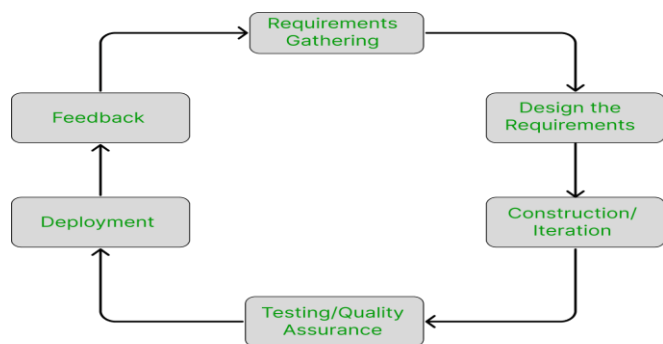 Requirements
Gathering
Feedback
Design the
Requirements
Deployment
Construction/
Iteration
Testing/Quality
Assurance